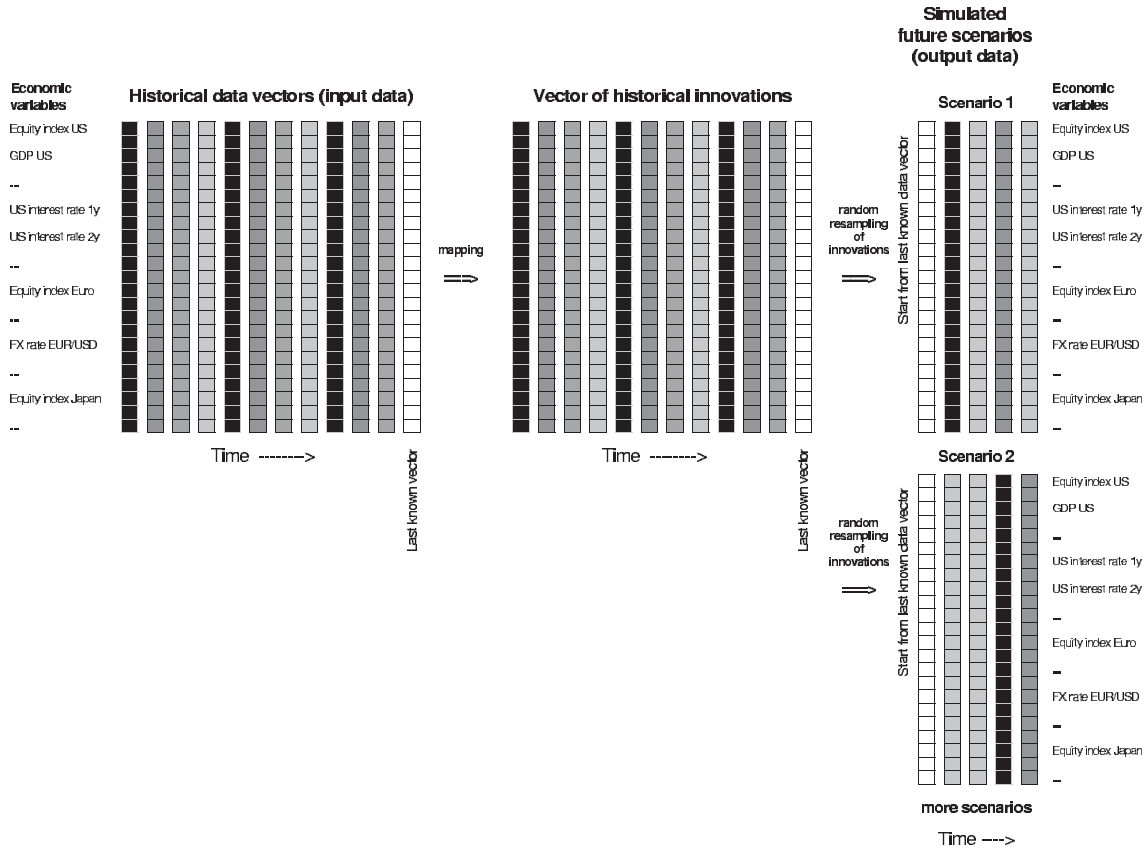 Simulated
future scenarios
(output data)
Economic
variables
Historical data vectors (input data)
Vector of historical innovations
Scenario 1
Economic
variables
Equity index US
GDP US
--
US interest rate 1y
US interest rate 2y
--
Equity index Euro
--
FX rate EUR/USD
--
Equity index Japan
--
Time -------->
Last known vector
mapping
==>
Time -------->
Last known vector
random
resampling
of
innovations
==>
Start from last known data vector
Equity index US
GDP US
--
US interest rate 1y
US interest rate 2y
--
Equity index Euro
--
FX rate EUR/USD
--
Equity index Japan
--
Scenario 2
random
resampling
of
innovations
==>
Start from last known data vector
Equity index US
GDP US
--
US interest rate 1y
US interest rate 2y
--
Equity index Euro
--
FX rate EUR/USD
--
Equity index Japan
--
more scenarios
Time ---->